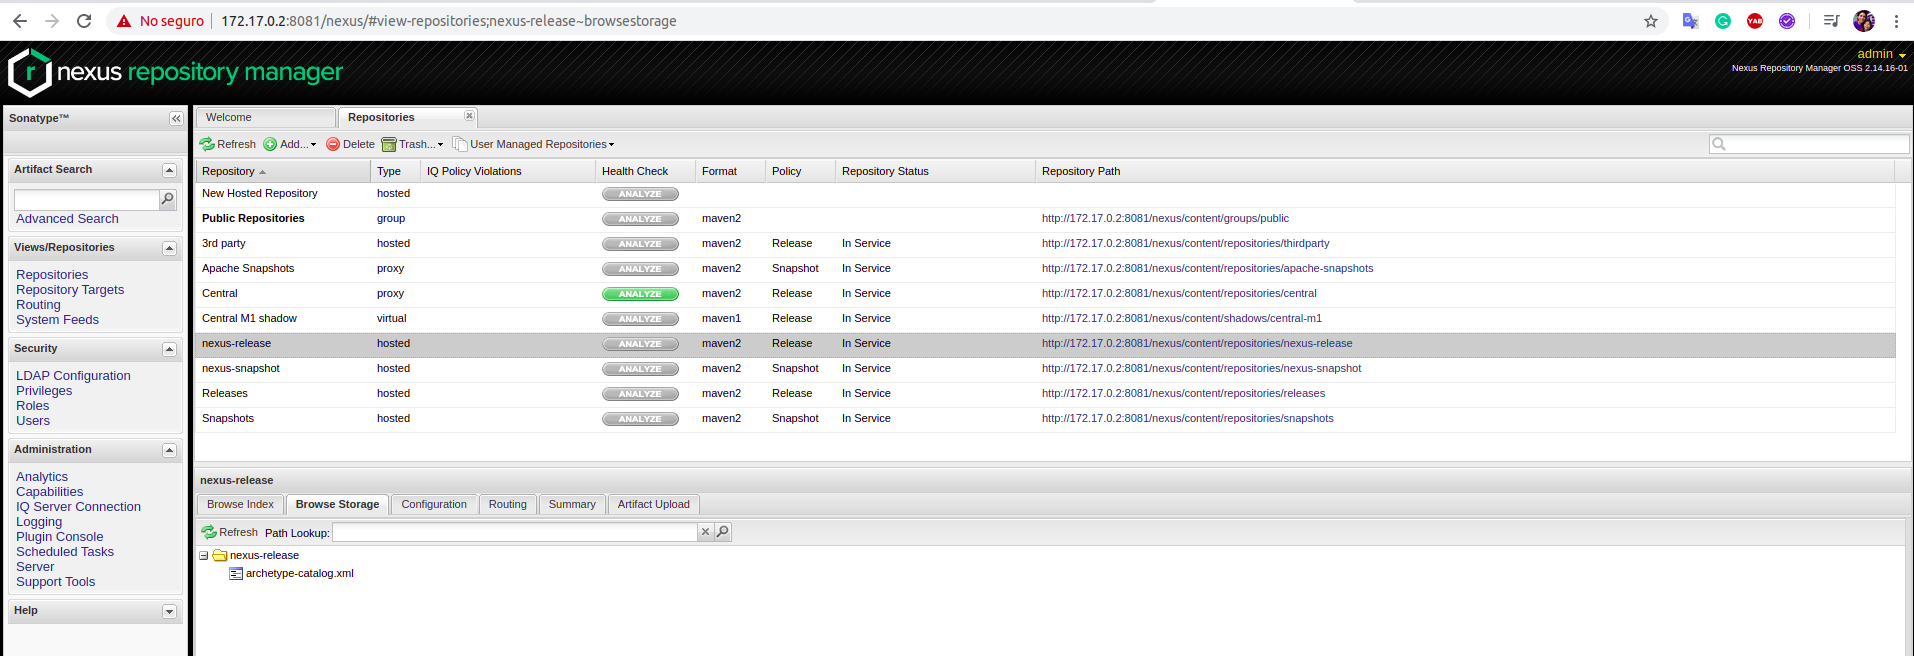 No seguro 172.17.0.2:8081/nexus/#view-repositories;nexus-release~browsestorage
YAB
nexus repository manager
admin
Nexus Repository Manager OSS 2.14.16-01
Sonatype™
Artifact Search
Advanced Search
Views/Repositories
Repositories
Repository Targets
Routing
System Feeds
Security
LDAP Configuration
Privileges
Roles
Users
Administration
Analytics
Capabilities
IQ Server Connection
Logging
Plugin Console
Scheduled Tasks
Server
Support Tools
Help
Welcome Repositories
Refresh Add... Delete Trash... User Managed Repositories
Repository Type IQ Policy Violations Health Check Format Policy Repository Status Repository Path
New Hosted Repository hosted ANALYZE
Public Repositories group ANALYZE maven2 http://172.17.0.2:8081/nexus/content/groups/public
3rd party hosted ANALYZE maven2 Release In Service http://172.17.0.2:8081/nexus/content/repositories/thirdparty
Apache Snapshots proxy ANALYZE maven2 Snapshot In Service http://172.17.0.2:8081/nexus/content/repositories/apache-snapshots
Central proxy ANALYZE maven2 Release In Service http://172.17.0.2:8081/nexus/content/repositories/central
Central M1 shadow virtual ANALYZE maven1 Release In Service http://172.17.0.2:8081/nexus/content/shadows/central-m1
nexus-release hosted ANALYZE maven2 Release In Service http://172.17.0.2:8081/nexus/content/repositories/nexus-release
nexus-snapshot hosted ANALYZE maven2 Snapshot In Service http://172.17.0.2:8081/nexus/content/repositories/nexus-snapshot
Releases hosted ANALYZE maven2 Release In Service http://172.17.0.2:8081/nexus/content/repositories/releases
Snapshots hosted ANALYZE maven2 Snapshot In Service http://172.17.0.2:8081/nexus/content/repositories/snapshots
nexus-release
Browse Index Browse Storage Configuration Routing Summary Artifact Upload
Refresh Path Lookup:
nexus-release
archetype-catalog.xml